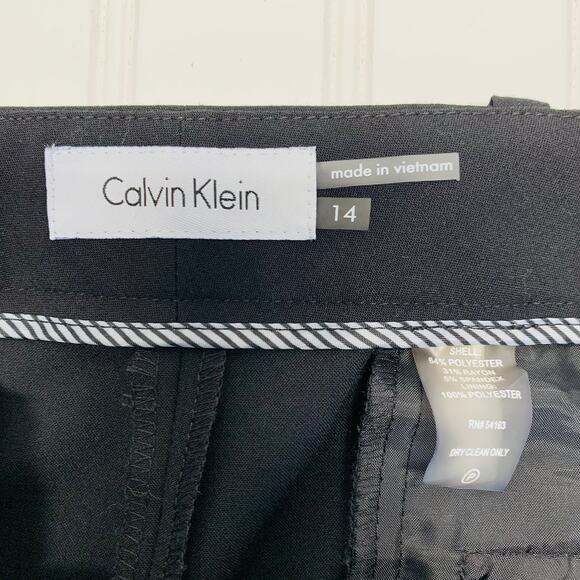 Calvin Klein
made in vietnam
14
SHELL:
64% POLYESTER
31% RAYON
5% SPANDEX
LINING:
100% POLYESTER
RN# 54163
DRY CLEAN ONLY
P